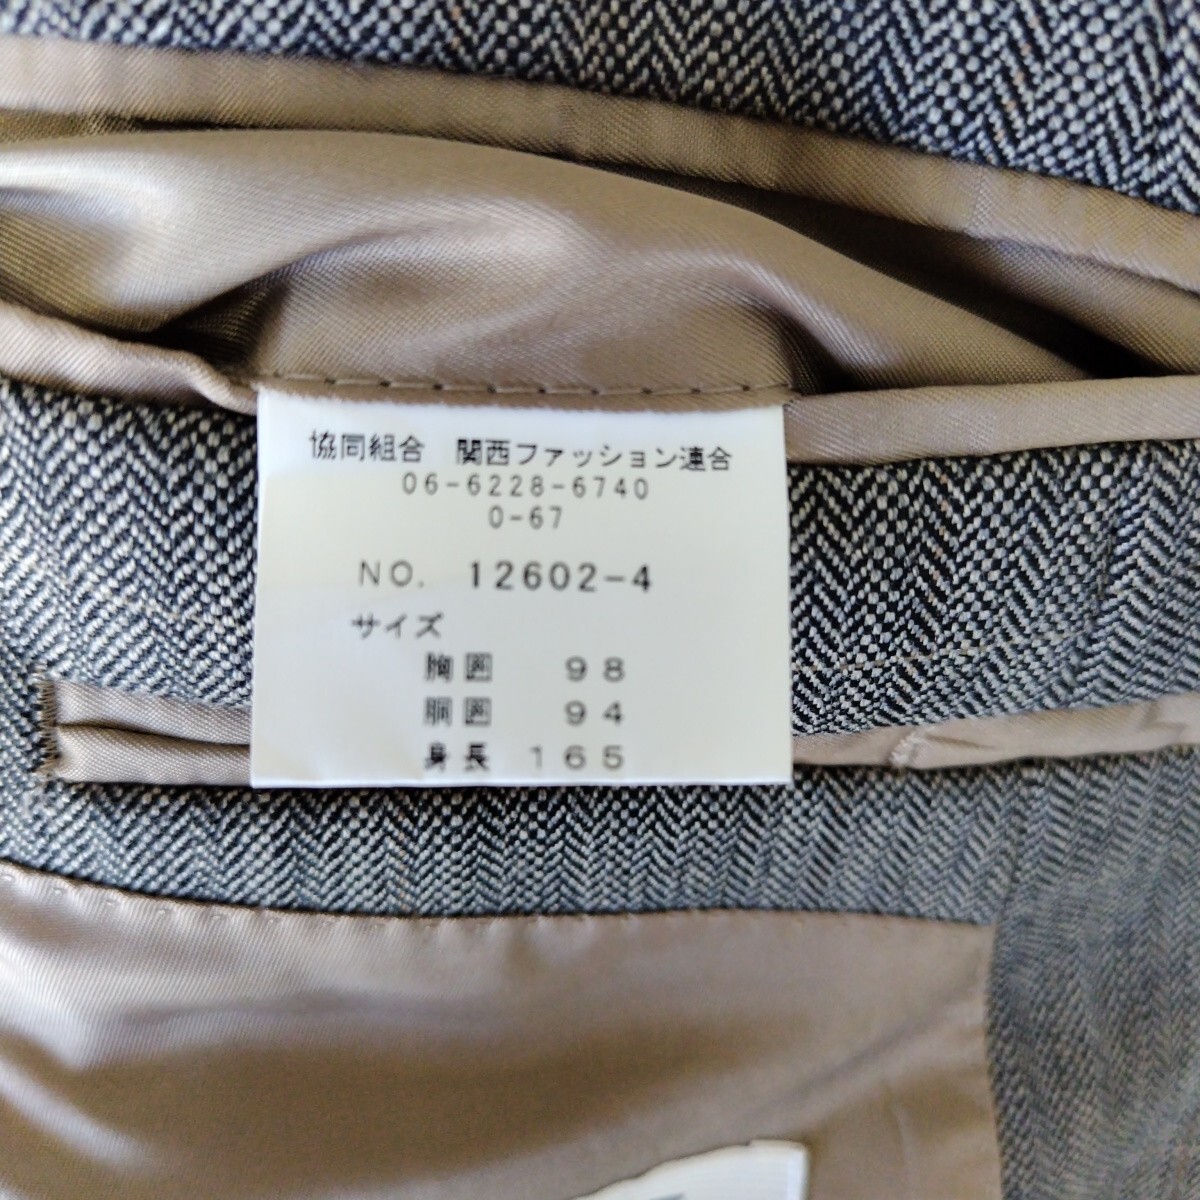 協同組合　関西ファッション連合
06-6228-6740
0-67
NO. 12602-4
サイズ
胸囲 98
胴囲 94
身長 165